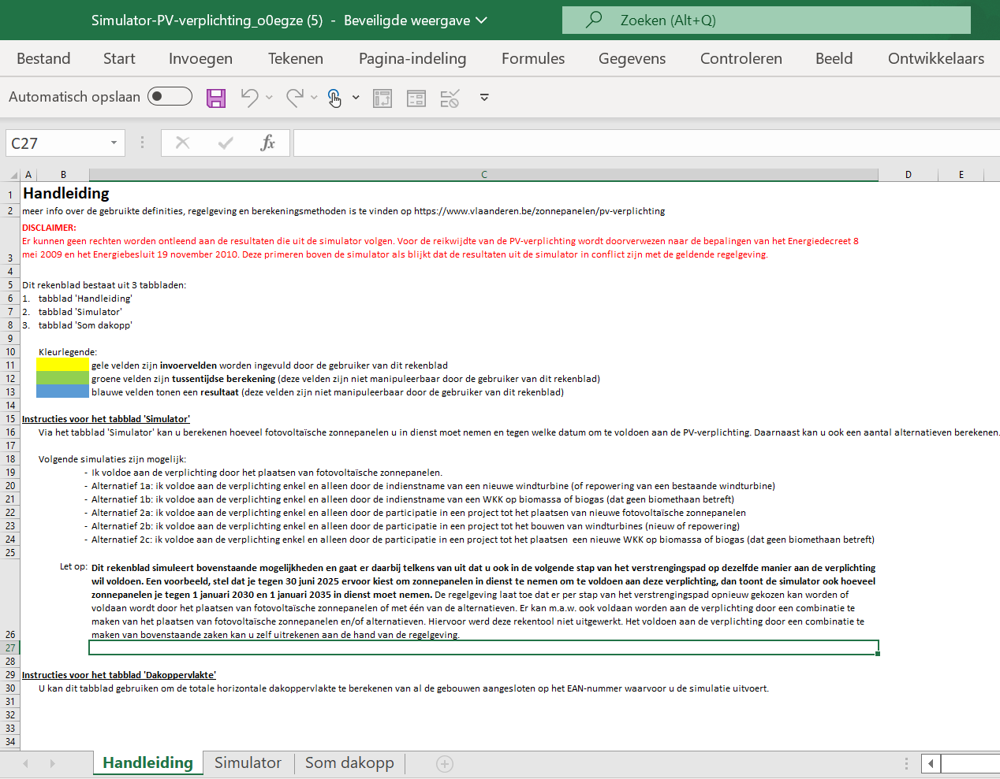 Simulator-PV-verplichting_o0egze (5) - Beveiligde weergave
Zoeken (Alt+Q)
Bestand Start Invoegen Tekenen Pagina-indeling Formules Gegevens Controleren Beeld Ontwikkelaars
Automatisch opslaan
C27 fx
A B C D E
1 Handleiding
2 meer info over de gebruikte definities, regelgeving en berekeningsmethoden is te vinden op https://www.vlaanderen.be/zonnepanelen/pv-verplichting
DISCLAIMER:
Er kunnen geen rechten worden ontleend aan de resultaten die uit de simulator volgen. Voor de reikwijdte van de PV-verplichting wordt doorverwezen naar de bepalingen van het Energiedecreet 8
3 mei 2009 en het Energiebesluit 19 november 2010. Deze primeren boven de simulator als blijkt dat de resultaten uit de simulator in conflict zijn met de geldende regelgeving.
4
5 Dit rekenblad bestaat uit 3 tabbladen:
6 1. tabblad 'Handleiding'
7 2. tabblad 'Simulator'
8 3. tabblad 'Som dakopp'
9
10 Kleurlegende:
11 gele velden zijn invoervelden worden ingevuld door de gebruiker van dit rekenblad
12 groene velden zijn tussentijdse berekening (deze velden zijn niet manipuleerbaar door de gebruiker van dit rekenblad)
13 blauwe velden tonen een resultaat (deze velden zijn niet manipuleerbaar door de gebruiker van dit rekenblad)
14
15 Instructies voor het tabblad 'Simulator'
16 Via het tabblad 'Simulator' kan u berekenen hoeveel fotovoltaïsche zonnepanelen u in dienst moet nemen en tegen welke datum om te voldoen aan de PV-verplichting. Daarnaast kan u ook een aantal alternatieven berekenen.
17
18 Volgende simulaties zijn mogelijk:
19 - Ik voldoe aan de verplichting door het plaatsen van fotovoltaïsche zonnepanelen.
20 - Alternatief 1a: ik voldoe aan de verplichting enkel en alleen door de indienstname van een nieuwe windturbine (of repowering van een bestaande windturbine)
21 - Alternatief 1b: ik voldoe aan de verplichting enkel en alleen door de indienstname van een WKK op biomassa of biogas (dat geen biomethaan betreft)
22 - Alternatief 2a: ik voldoe aan de verplichting enkel en alleen door de participatie in een project tot het plaatsen van nieuwe fotovoltaïsche zonnepanelen
23 - Alternatief 2b: ik voldoe aan de verplichting enkel en alleen door de participatie in een project tot het bouwen van windturbines (nieuw of repowering)
24 - Alternatief 2c: ik voldoe aan de verplichting enkel en alleen door de participatie in een project tot het plaatsen een nieuwe WKK op biomassa of biogas (dat geen biomethaan betreft)
25
Let op: Dit rekenblad simuleert bovenstaande mogelijkheden en gaat er daarbij telkens van uit dat u ook in de volgende stap van het verstrengingspad op dezelfde manier aan de verplichting
wil voldoen. Een voorbeeld, stel dat je tegen 30 juni 2025 ervoor kiest om zonnepanelen in dienst te nemen om te voldoen aan deze verplichting, dan toont de simulator ook hoeveel
zonnepanelen je tegen 1 januari 2030 en 1 januari 2035 in dienst moet nemen. De regelgeving laat toe dat er per stap van het verstrengingspad opnieuw gekozen kan worden of
voldaan wordt door het plaatsen van fotovoltaïsche zonnepanelen of met één van de alternatieven. Er kan m.a.w. ook voldaan worden aan de verplichting door een combinatie te
maken van het plaatsen van fotovoltaïsche zonnepanelen en/of alternatieven. Hiervoor werd deze rekentool niet uitgewerkt. Het voldoen aan de verplichting door een combinatie te
26 maken van bovenstaande zaken kan u zelf uitrekenen aan de hand van de regelgeving.
27
28
29 Instructies voor het tabblad 'Dakoppervlakte'
30 U kan dit tabblad gebruiken om de totale horizontale dakoppervlakte te berekenen van al de gebouwen aangesloten op het EAN-nummer waarvoor u de simulatie uitvoert.
31
32
33
34
Handleiding Simulator Som dakopp